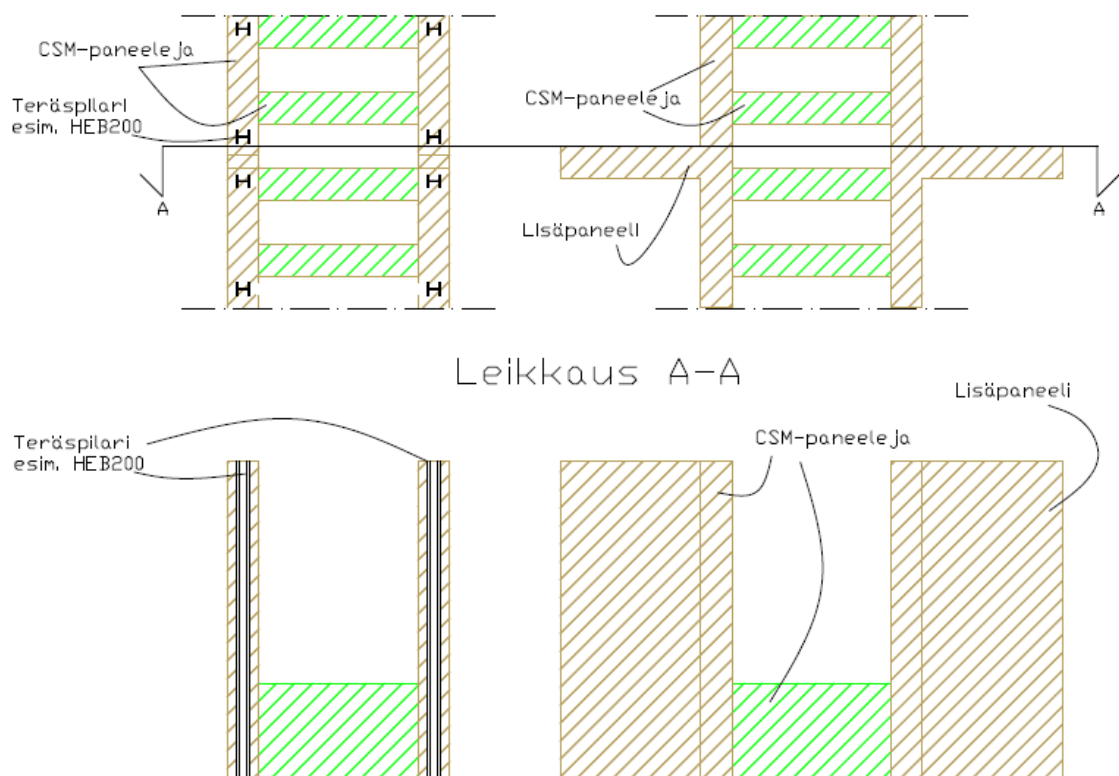 CSM-paneeleja
Teräspilari
esim. HEB200
H
H
H
H
H
H
H
H
A
CSM-paneeleja
Lisäpaneeli
A
Leikkaus A-A
Teräspilari
esim. HEB200
CSM-paneeleja
Lisäpaneeli